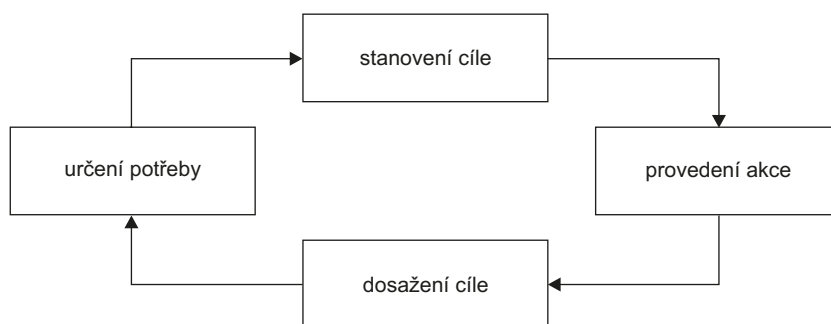 stanovení cíle
určení potřeby
provedení akce
dosažení cíle